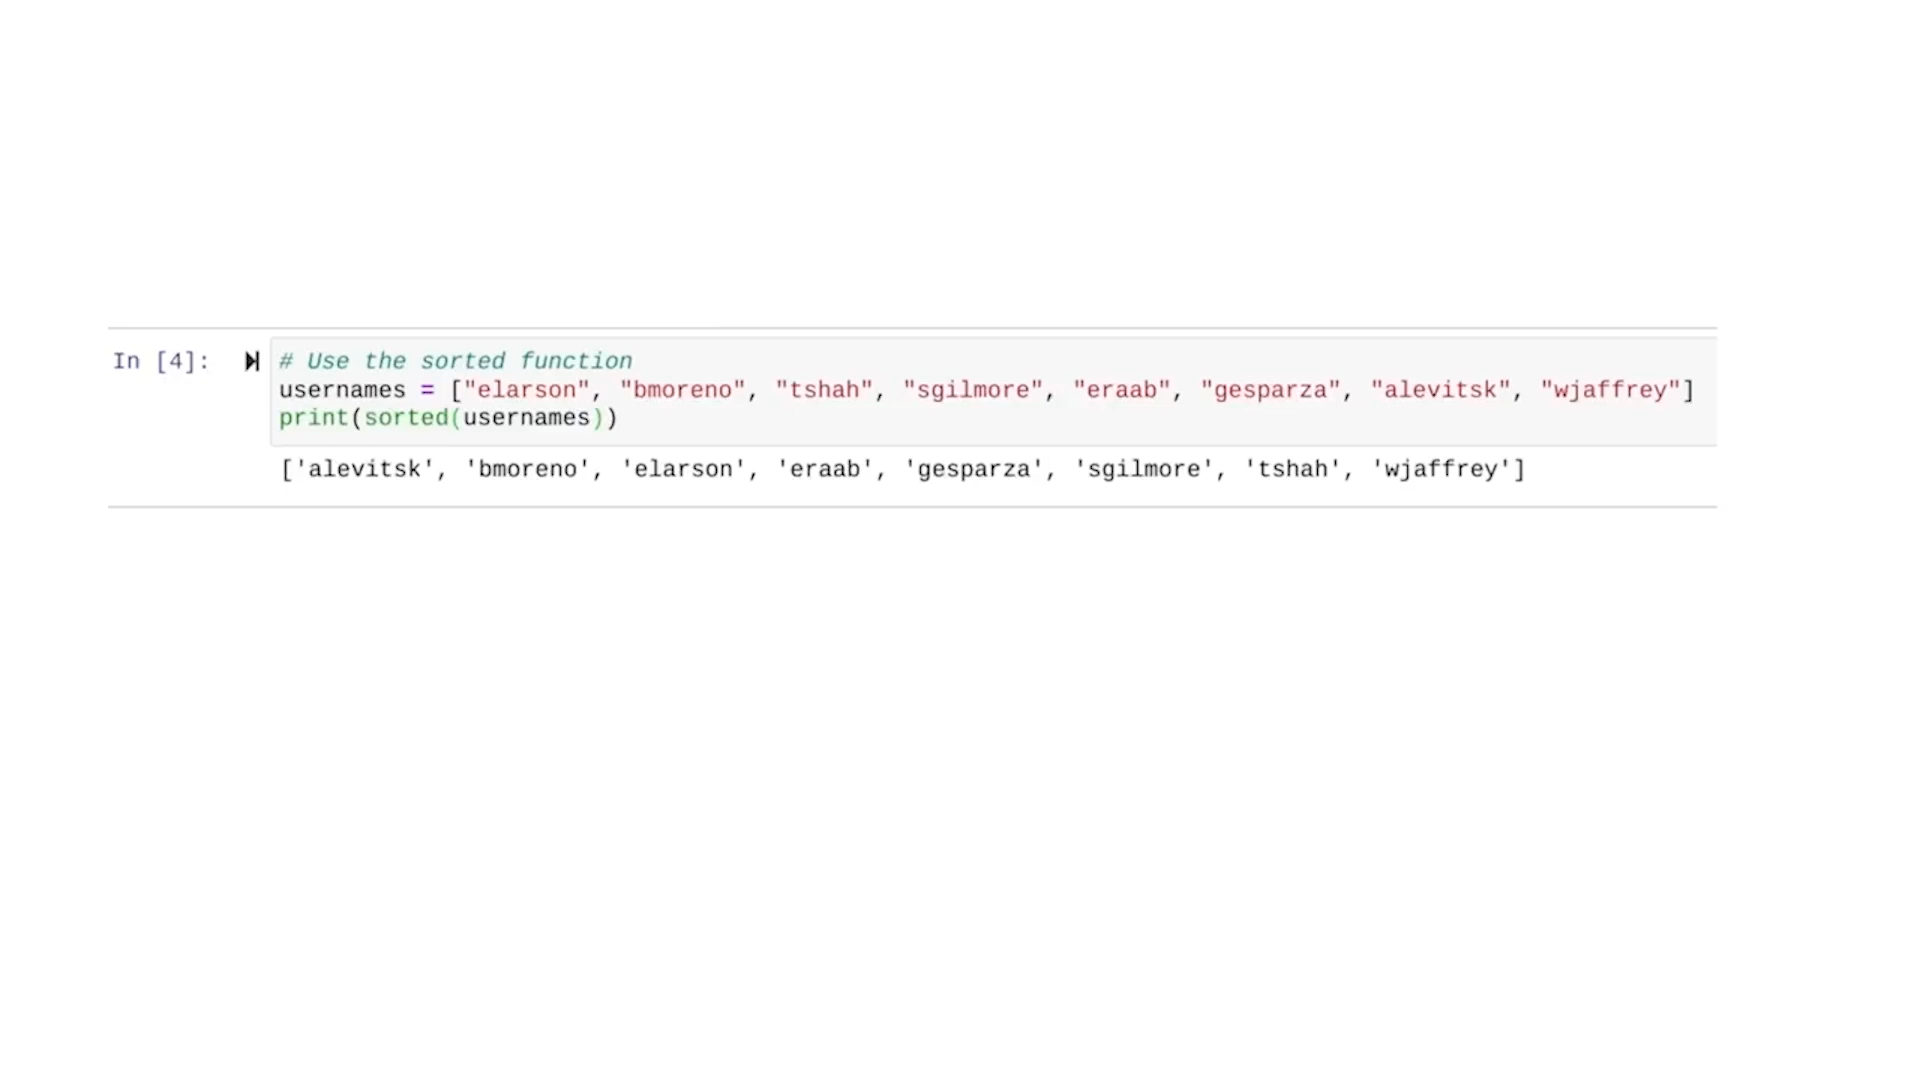 In [4]: # Use the sorted function
usernames = ["elarson", "bmoreno", "tshah", "sgilmore", "eraab", "gesparza", "alevitsk", "wjaffrey"]
print(sorted(usernames))
['alevitsk', 'bmoreno', 'elarson', 'eraab', 'gesparza', 'sgilmore', 'tshah', 'wjaffrey']